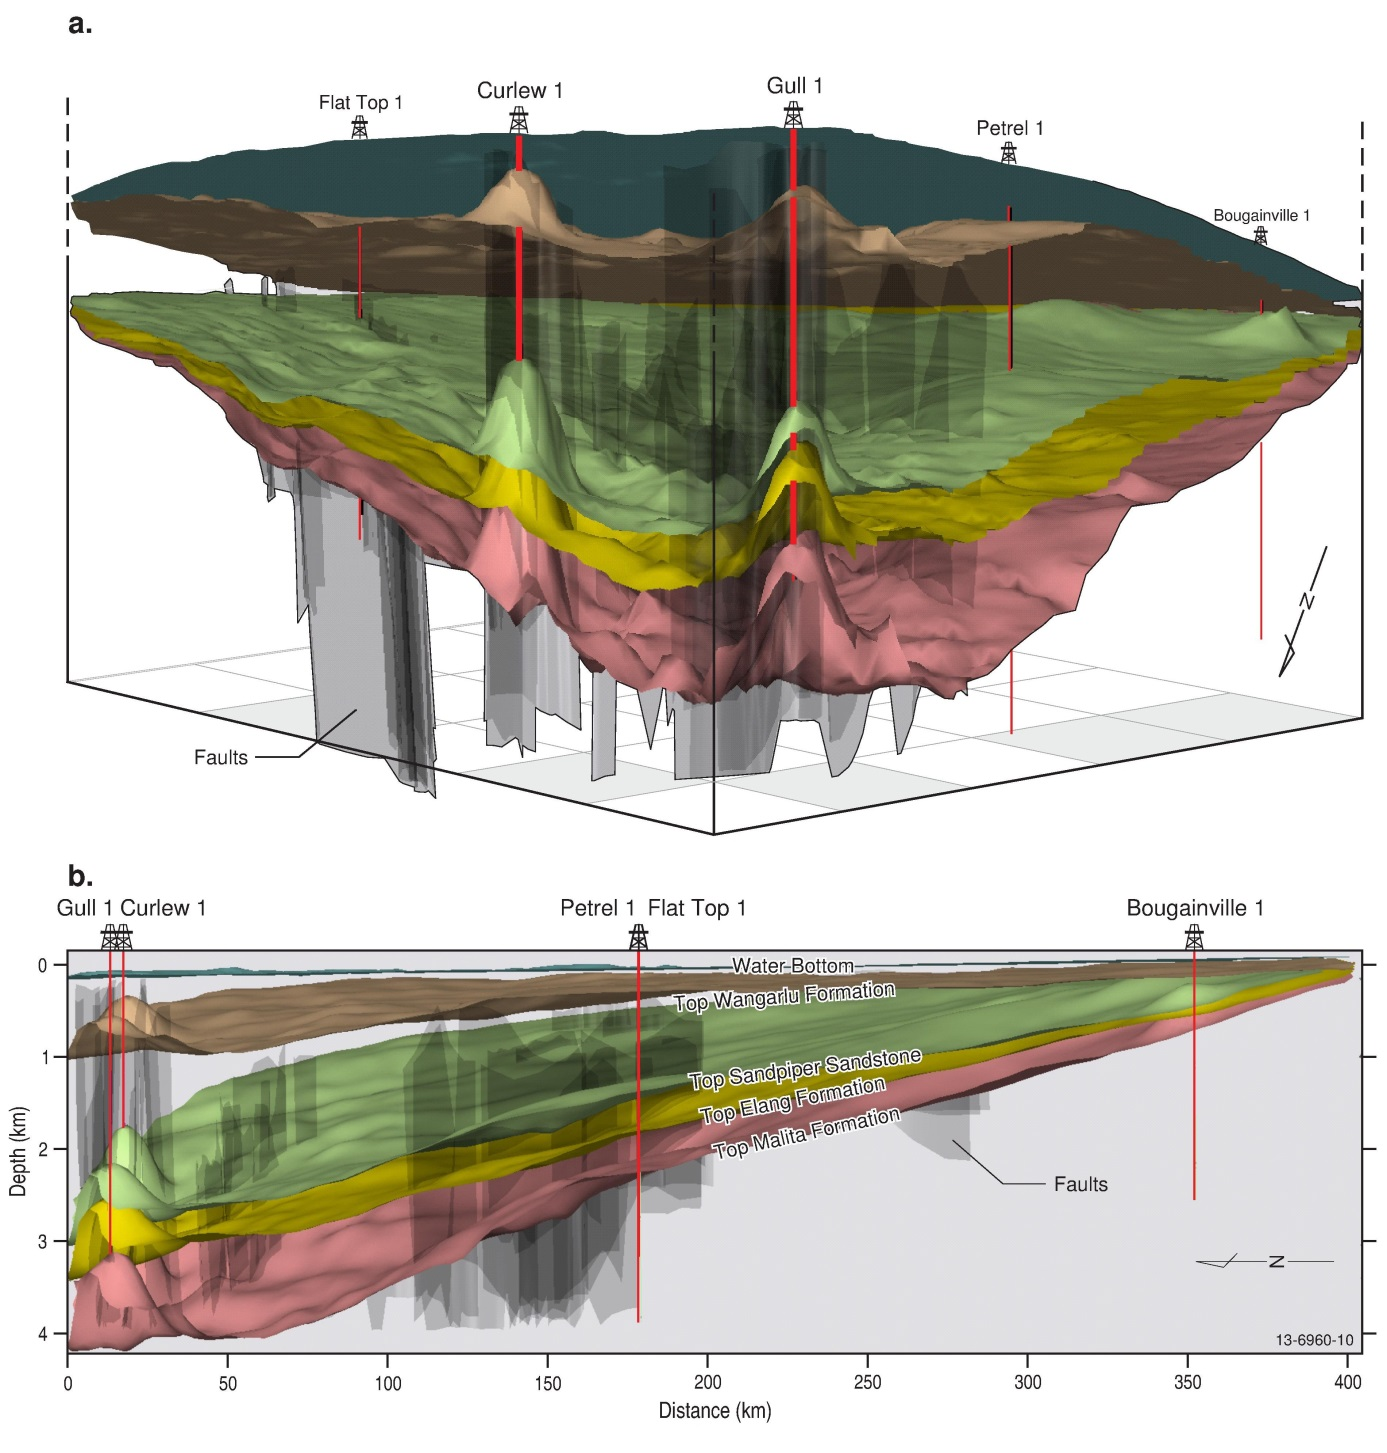 a.
Flat Top 1
Curlew 1
Gull 1
Petrel 1
Bougainville 1
N
Faults
b.
Gull 1 Curlew 1
Petrel 1 Flat Top 1
Bougainville 1
0
Water Bottom
Top Wangarlu Formation
1
Top Sandpiper Sandstone
Top Elang Formation
Top Malita Formation
2
Faults
Depth (km)
3
N
4
13-6960-10
0 50 100 150 200 250 300 350 400
Distance (km)